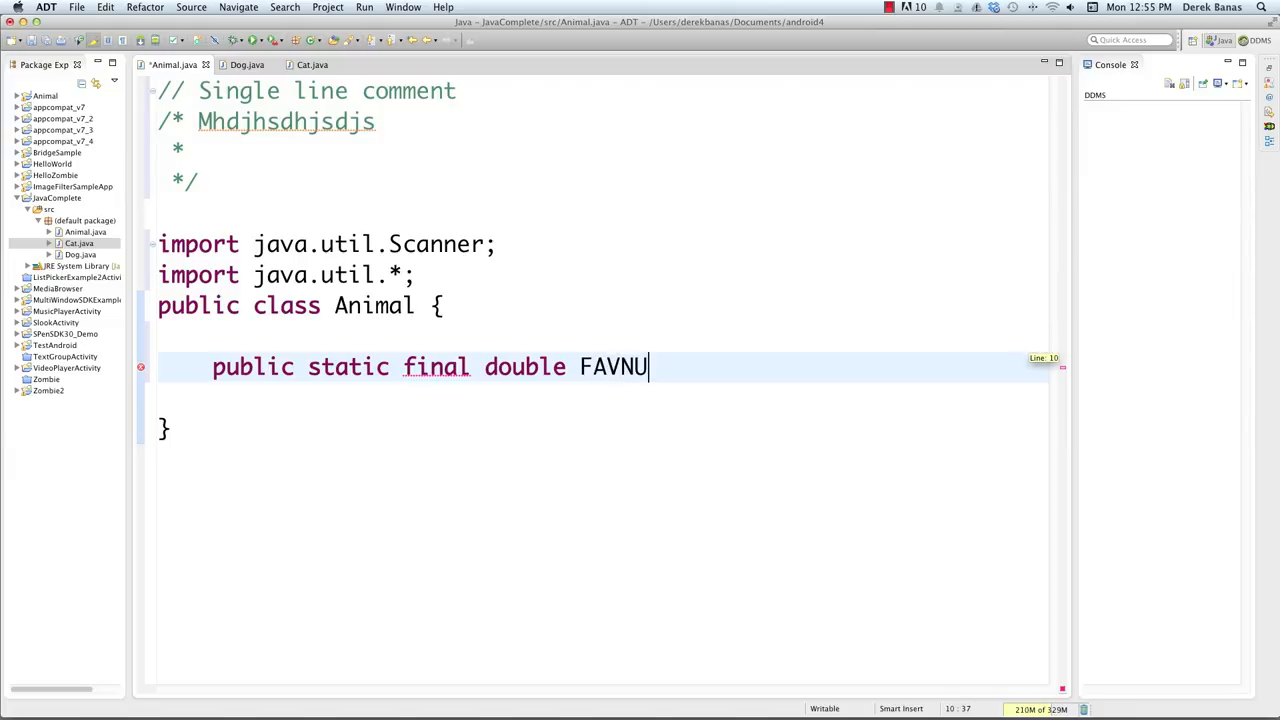 ADT File Edit Refactor Source Navigate Search Project Run Window Help
10 Mon 12:55 PM Derek Banas
Java – JavaComplete/src/Animal.java – ADT – /Users/derekbanas/Documents/android4
Quick Access Java DDMS
Package Exp
*Animal.java Dog.java Cat.java
Console
DDMS
Animal
appcompat_v7
appcompat_v7_2
appcompat_v7_3
appcompat_v7_4
BridgeSample
HelloWorld
HelloZombie
ImageFilterSampleApp
JavaComplete
src
(default package)
Animal.java
Cat.java
Dog.java
JRE System Library [Ja
ListPickerExample2Activi
MediaBrowser
MultiWindowSDKExample
MusicPlayerActivity
SlookActivity
SPenSDK30_Demo
TestAndroid
TextGroupActivity
VideoPlayerActivity
Zombie
Zombie2
// Single line comment
/* Mhdjhsdhjsdjs
*
*/
import java.util.Scanner;
import java.util.*;
public class Animal {
public static final double FAVNU
}
Line: 10
Writable Smart Insert 10 : 37 210M of 329M